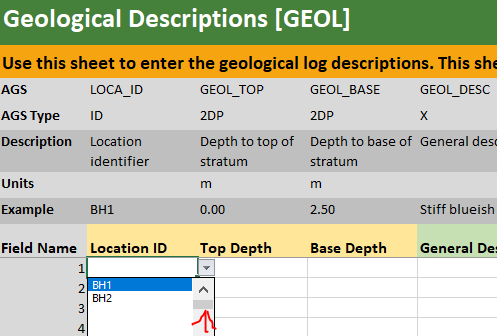 Geological Descriptions [GEOL]
Use this sheet to enter the geological log descriptions. This she
AGS LOCA_ID GEOL_TOP GEOL_BASE GEOL_DESC
AGS Type ID 2DP 2DP X
Description Location identifier Depth to top of stratum Depth to base of stratum General desc
Units m m
Example BH1 0.00 2.50 Stiff blueish
Field Name Location ID Top Depth Base Depth General Des
1
2 BH1
BH2
3
4